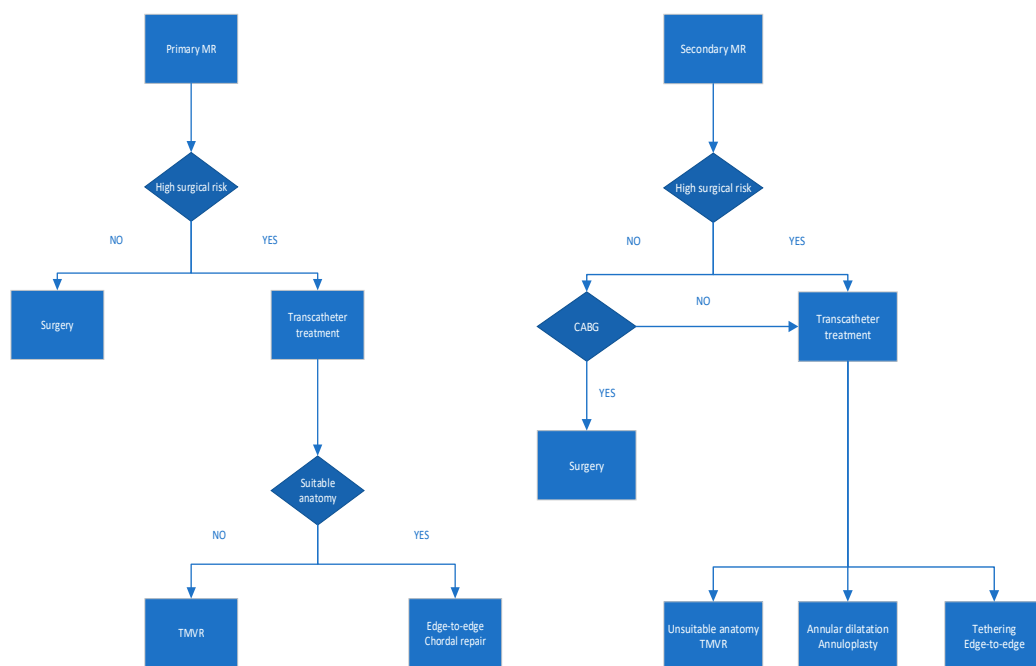 Primary MR
High surgical risk
NO
YES
Surgery
Transcatheter
treatment
Suitable
anatomy
NO
YES
TMVR
Edge-to-edge
Chordal repair
Secondary MR
High surgical risk
NO
YES
CABG
NO
Transcatheter
treatment
YES
Surgery
Unsuitable anatomy
TMVR
Annular dilatation
Annuloplasty
Tethering
Edge-to-edge